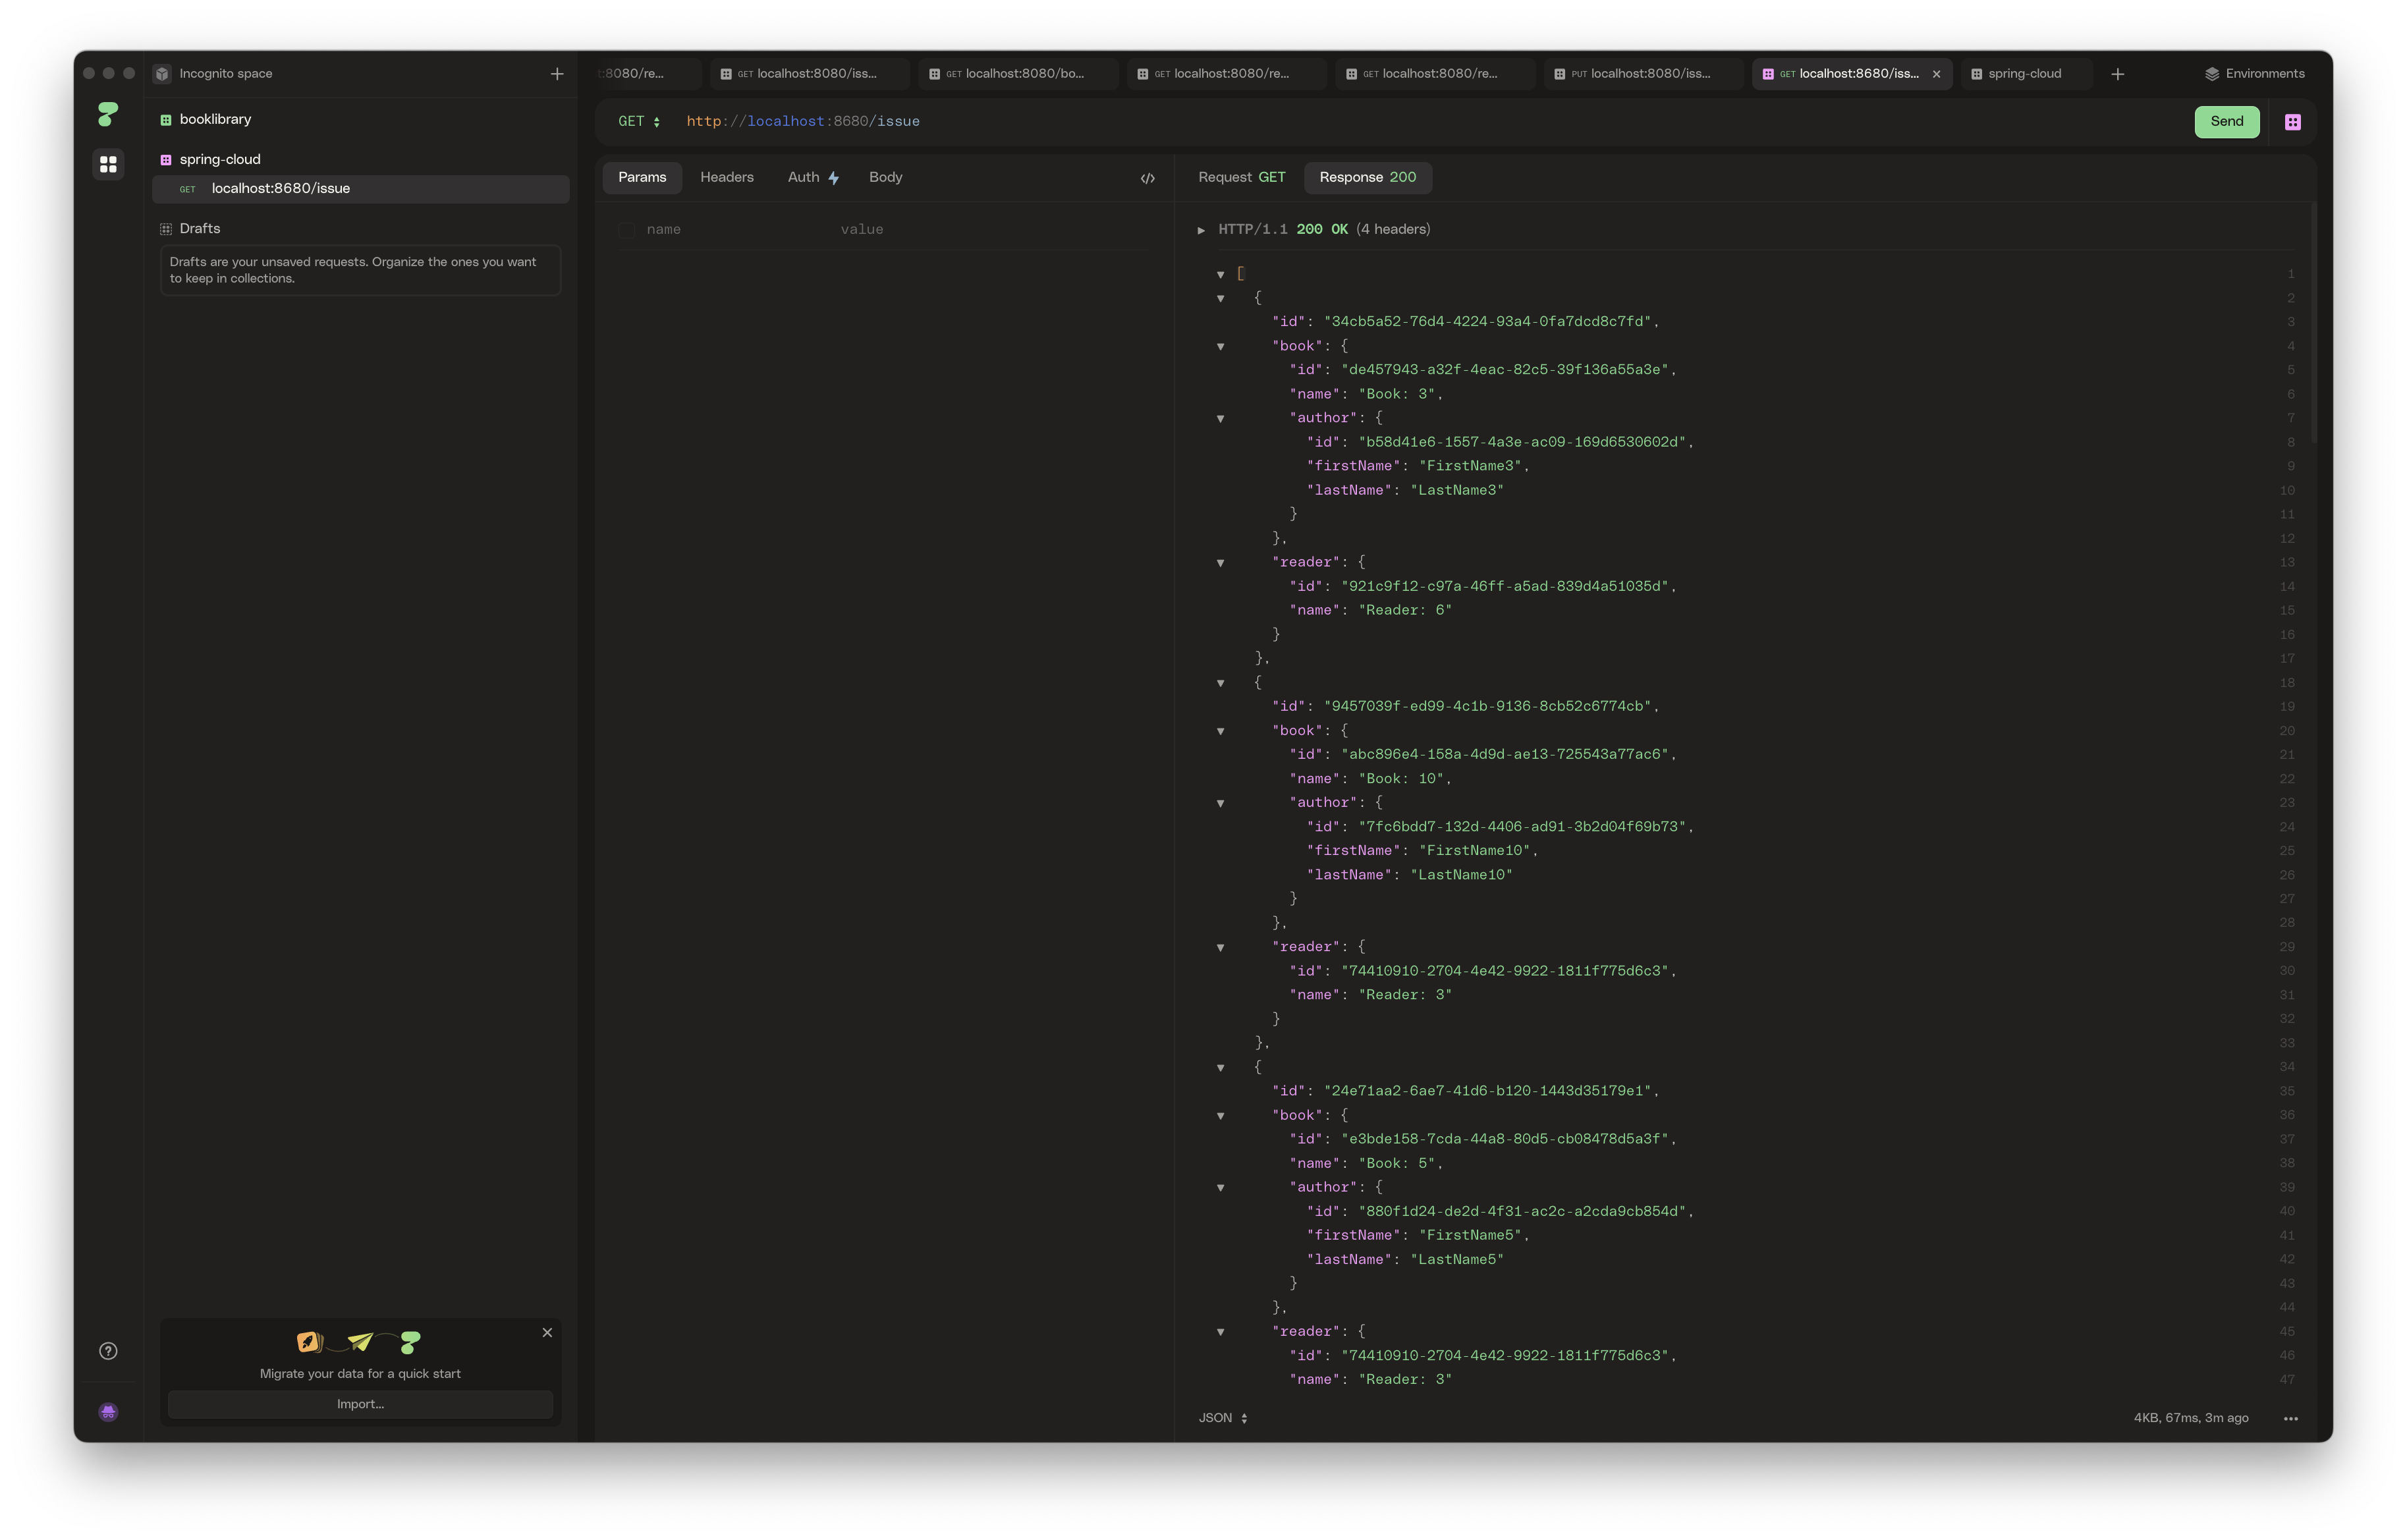 Incognito space
:8080/re...
GET localhost:8080/iss...
GET localhost:8080/bo...
GET localhost:8080/re...
GET localhost:8080/re...
PUT localhost:8080/iss...
GET localhost:8680/iss...
spring-cloud
Environments
booklibrary
spring-cloud
GET localhost:8680/issue
Drafts
Drafts are your unsaved requests. Organize the ones you want
to keep in collections.
Migrate your data for a quick start
Import...
GET http://localhost:8680/issue
Send
Params Headers Auth Body
name value
Request GET Response 200
HTTP/1.1 200 OK (4 headers)
[ 1
{ 2
"id": "34cb5a52-76d4-4224-93a4-0fa7dcd8c7fd", 3
"book": { 4
"id": "de457943-a32f-4eac-82c5-39f136a55a3e", 5
"name": "Book: 3", 6
"author": { 7
"id": "b58d41e6-1557-4a3e-ac09-169d6530602d", 8
"firstName": "FirstName3", 9
"lastName": "LastName3" 10
} 11
}, 12
"reader": { 13
"id": "921c9f12-c97a-46ff-a5ad-839d4a51035d", 14
"name": "Reader: 6" 15
} 16
}, 17
{ 18
"id": "9457039f-ed99-4c1b-9136-8cb52c6774cb", 19
"book": { 20
"id": "abc896e4-158a-4d9d-ae13-725543a77ac6", 21
"name": "Book: 10", 22
"author": { 23
"id": "7fc6bdd7-132d-4406-ad91-3b2d04f69b73", 24
"firstName": "FirstName10", 25
"lastName": "LastName10" 26
} 27
}, 28
"reader": { 29
"id": "74410910-2704-4e42-9922-1811f775d6c3", 30
"name": "Reader: 3" 31
} 32
}, 33
{ 34
"id": "24e71aa2-6ae7-41d6-b120-1443d35179e1", 35
"book": { 36
"id": "e3bde158-7cda-44a8-80d5-cb08478d5a3f", 37
"name": "Book: 5", 38
"author": { 39
"id": "880f1d24-de2d-4f31-ac2c-a2cda9cb854d", 40
"firstName": "FirstName5", 41
"lastName": "LastName5" 42
} 43
}, 44
"reader": { 45
"id": "74410910-2704-4e42-9922-1811f775d6c3", 46
"name": "Reader: 3" 47
JSON
4KB, 67ms, 3m ago